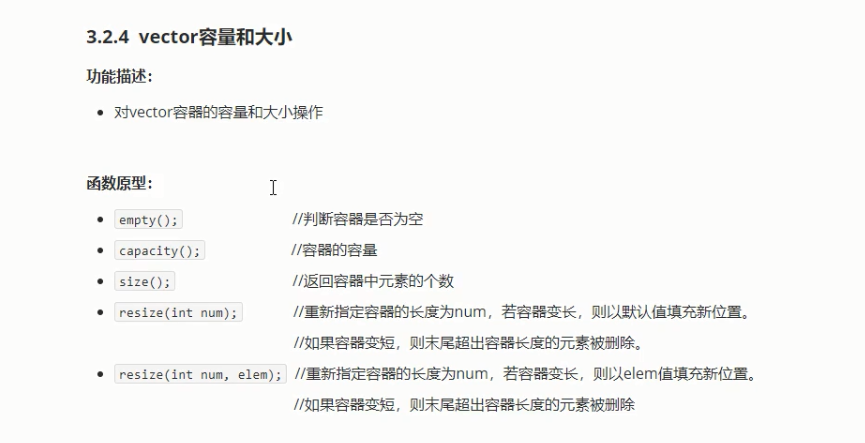 3.2.4 vector容量和大小
功能描述：
对vector容器的容量和大小操作
函数原型：
empty(); //判断容器是否为空
capacity(); //容器的容量
size(); //返回容器中元素的个数
resize(int num); //重新指定容器的长度为num，若容器变长，则以默认值填充新位置。
//如果容器变短，则末尾超出容器长度的元素被删除。
resize(int num, elem); //重新指定容器的长度为num，若容器变长，则以elem值填充新位置。
//如果容器变短，则末尾超出容器长度的元素被删除